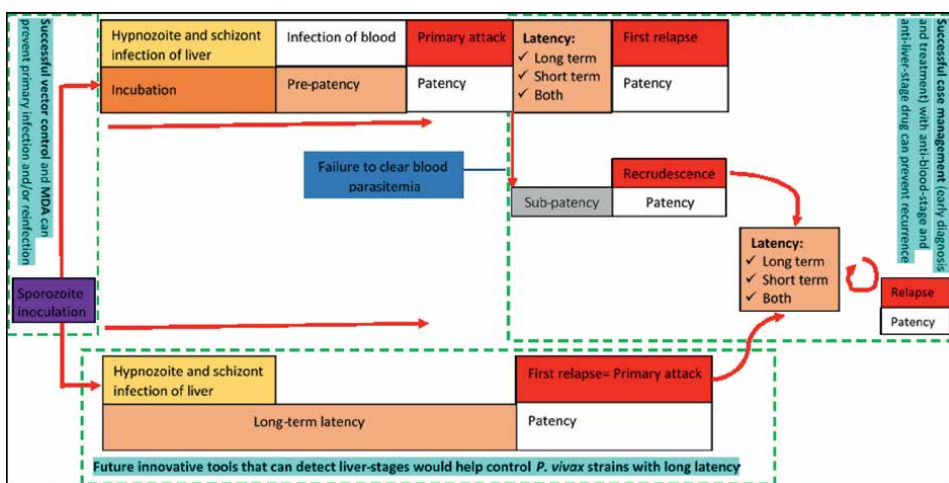 Successful vector control and MDA can
prevent primary infection and/or reinfection
Hypnozoite and schizont
infection of liver
Infection of blood
Primary attack
Latency:
✓ Long term
✓ Short term
✓ Both
First relapse
Incubation
Pre-patency
Patency
Patency
Successful case management (early diagnosis
and treatment) with anti-blood-stage and
anti-liver-stage drug can prevent recurrence
Failure to clear blood
parasitemia
Recrudescence
Sub-patency
Patency
Latency:
✓ Long term
✓ Short term
✓ Both
Sporozoite
inoculation
Relapse
Patency
Hypnozoite and schizont
infection of liver
First relapse= Primary attack
Long-term latency
Patency
Future innovative tools that can detect liver-stages would help control P. vivax strains with long latency